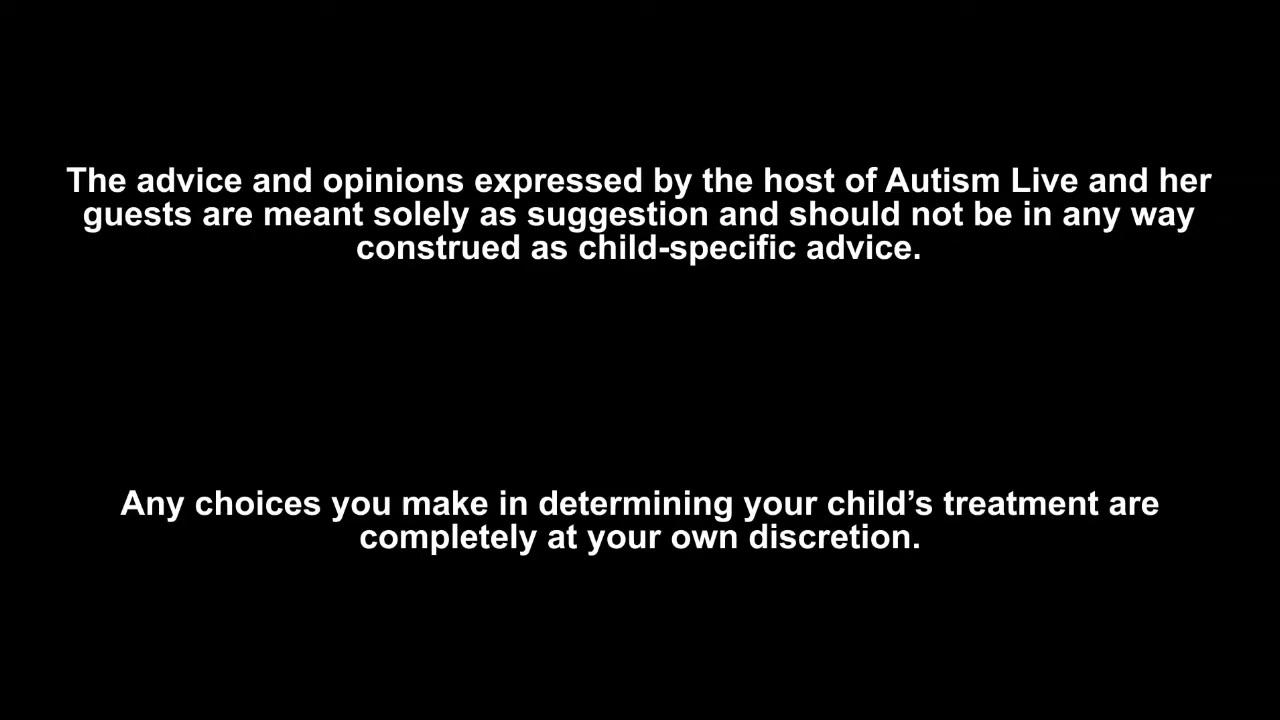 The advice and opinions expressed by the host of Autism Live and her
guests are meant solely as suggestion and should not be in any way
construed as child-specific advice.
Any choices you make in determining your child’s treatment are
completely at your own discretion.